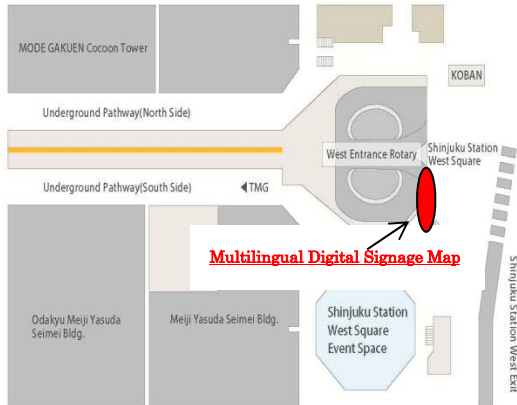 MODE GAKUEN Cocoon Tower
KOBAN
Underground Pathway(North Side)
West Entrance Rotary
Shinjuku Station
West Square
Underground Pathway(South Side)
◀TMG
Multilingual Digital Signage Map
Shinjuku Station West Exit
Odakyu Meiji Yasuda
Seimei Bldg.
Meiji Yasuda Seimei Bldg.
Shinjuku Station
West Square
Event Space